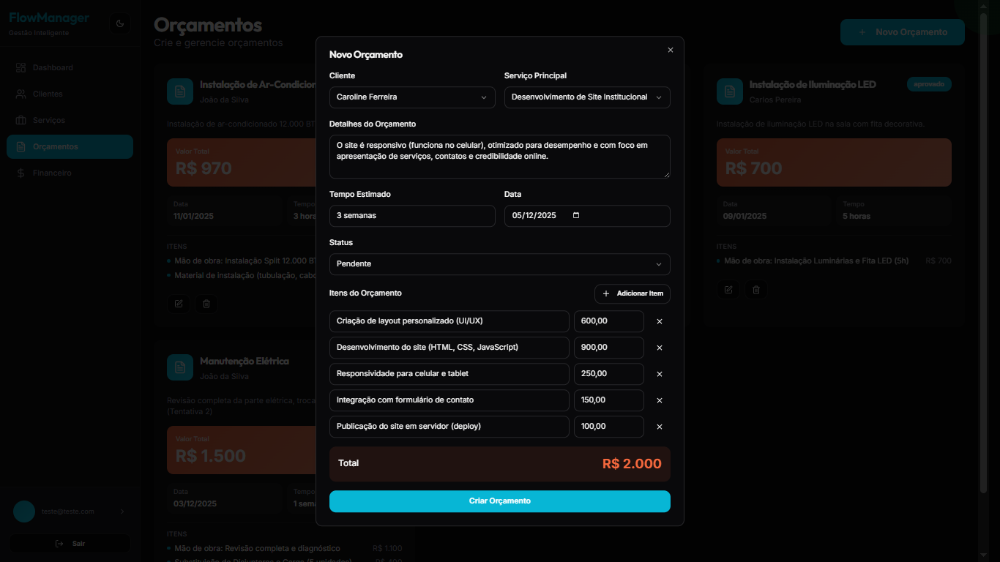 FlowManager
Gestão Inteligente
Dashboard
Clientes
Serviços
Orçamentos
Financeiro
teste@teste.com
Sair
Orçamentos
Crie e gerencie orçamentos
Novo Orçamento
Instalação de Ar-Condicion
João da Silva
Instalação de ar-condicionado 12.000 BT
Valor Total
R$ 970
Data
11/01/2025
Tempo
3 hora
ITENS
Mão de obra: Instalação Split 12.000 BT
Material de Instalação (tubulação, cabo
Manutenção Elétrica
João da Silva
Revisão completa da parte elétrica, troca
(Tentativa 2)
Valor Total
R$ 1.500
Data
03/12/2025
Tempo
1 sema
ITENS
Mão de obra: Revisão completa e diagnóstico R$ 1.100
Substituição de Disjuntores e Cargo (5 unidades) R$ 400
Novo Orçamento
Cliente
Caroline Ferreira
Serviço Principal
Desenvolvimento de Site Institucional
Detalhes do Orçamento
O site é responsivo (funciona no celular), otimizado para desempenho e com foco em
apresentação de serviços, contatos e credibilidade online.
Tempo Estimado
3 semanas
Data
05/12/2025
Status
Pendente
Itens do Orçamento
Adicionar Item
Criação de layout personalizado (UI/UX) 600,00
Desenvolvimento do site (HTML, CSS, JavaScript) 900,00
Responsividade para celular e tablet 250,00
Integração com formulário de contato 150,00
Publicação do site em servidor (deploy) 100,00
Total R$ 2.000
Criar Orçamento
Instalação de Iluminação LED
aprovado
Carlos Pereira
Instalação de iluminação LED na sala com fita decorativa.
Valor Total
R$ 700
Data
09/01/2025
Tempo
5 horas
ITENS
Mão de obra: Instalação Luminárias e Fita LED (5h) R$ 700